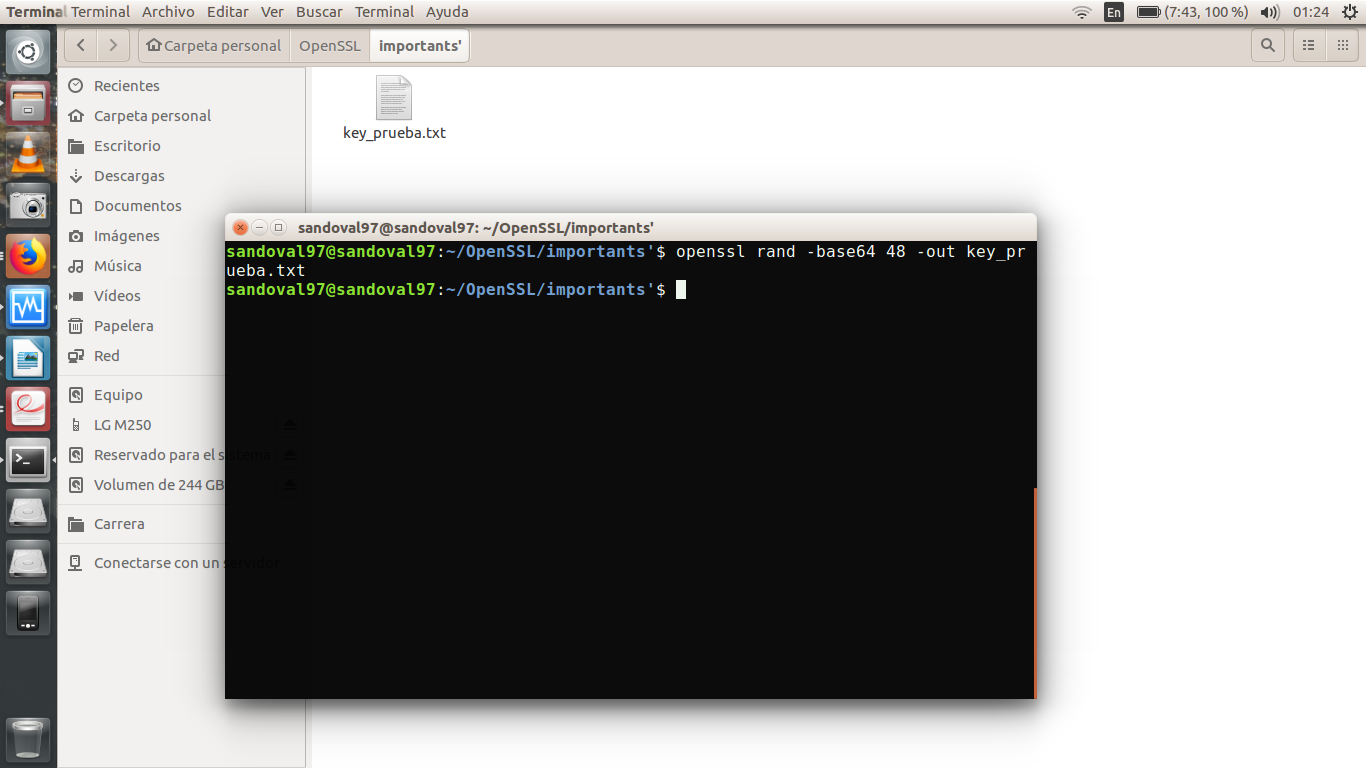 Terminal Terminal Archivo Editar Ver Buscar Terminal Ayuda En (7:43, 100 %) 01:24
Carpeta personal OpenSSL importants'
Recientes
Carpeta personal
Escritorio
Descargas
Documentos
Imágenes
Música
Vídeos
Papelera
Red
Equipo
LG M250
Reservado para el sistema
Volumen de 244 GB
Carrera
Conectarse con un servidor
key_prueba.txt
sandoval97@sandoval97: ~/OpenSSL/importants'
sandoval97@sandoval97:~/OpenSSL/importants'$ openssl rand -base64 48 -out key_pr
ueba.txt
sandoval97@sandoval97:~/OpenSSL/importants'$